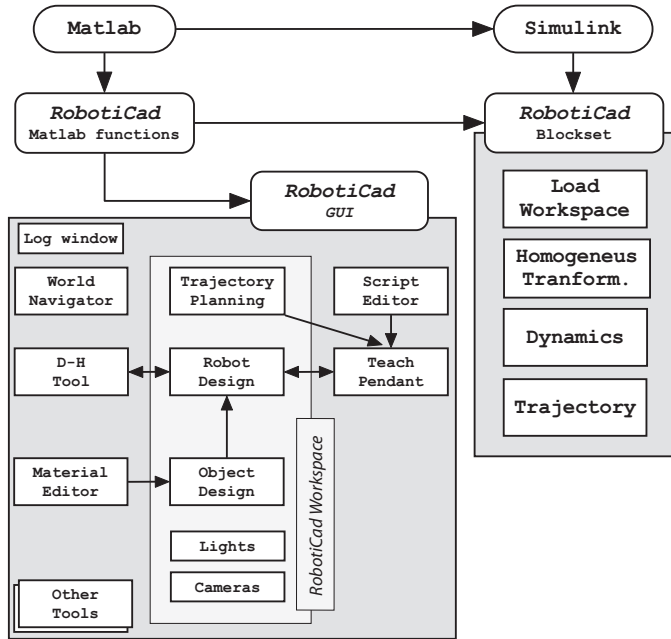 Matlab
Simulink
RobotiCad
Matlab functions
RobotiCad
Blockset
RobotiCad
GUI
Load
Workspace
Homogeneus
Tranform.
Dynamics
Trajectory
Log window
World
Navigator
Trajectory
Planning
Script
Editor
D-H
Tool
Robot
Design
Teach
Pendant
Material
Editor
Object
Design
RobotiCad Workspace
Lights
Cameras
Other
Tools